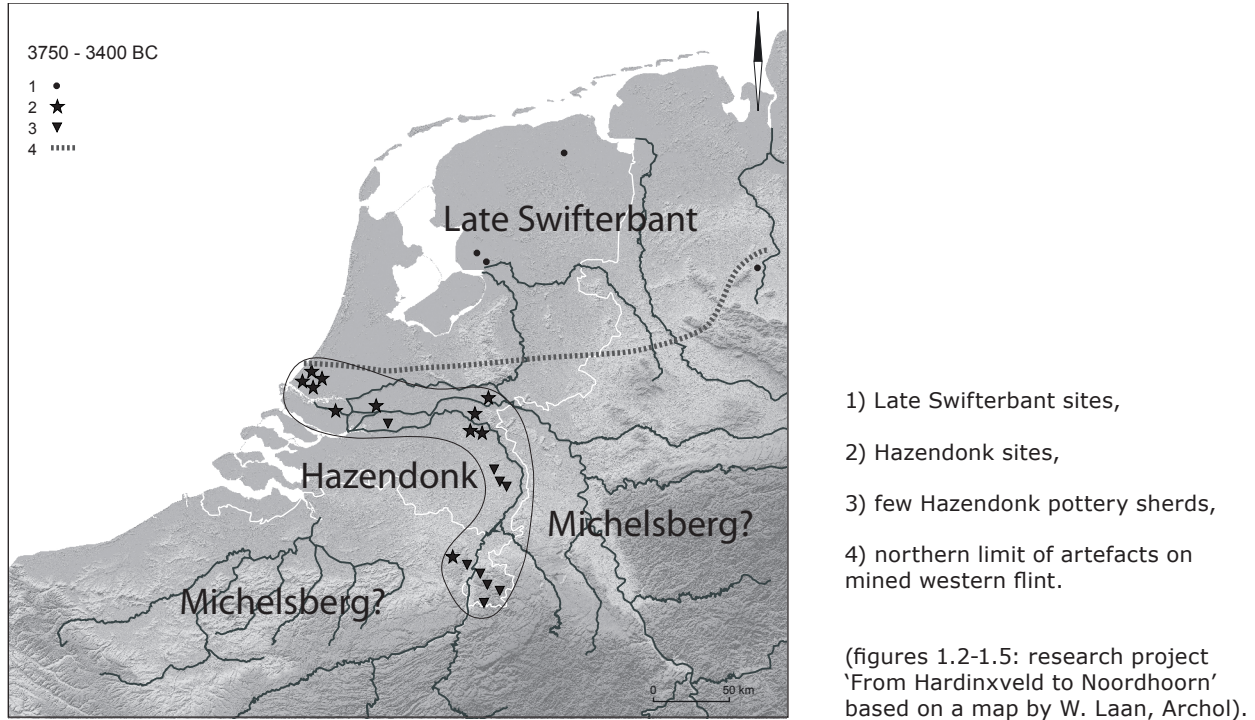 3750 - 3400 BC
1
2
3
4
Late Swifterbant
Hazendonk
Michelsberg?
Michelsberg?
0 50 km
1) Late Swifterbant sites,
2) Hazendonk sites,
3) few Hazendonk pottery sherds,
4) northern limit of artefacts on
mined western flint.
(figures 1.2-1.5: research project
‘From Hardinxveld to Noordhoorn’
based on a map by W. Laan, Archol).